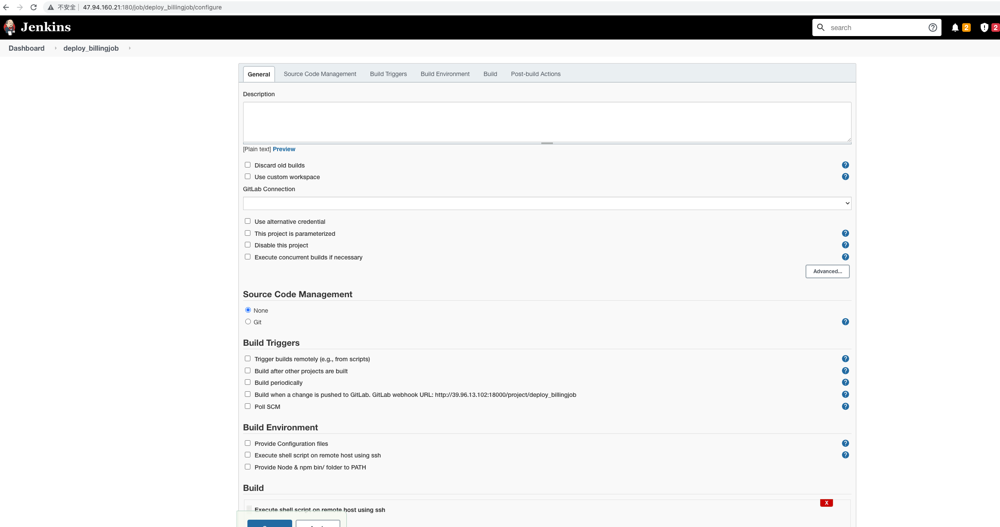 不安全 47.94.160.21:180/job/deploy_billingjob/configure
Jenkins search 2 2
Dashboard deploy_billingjob
General Source Code Management Build Triggers Build Environment Build Post-build Actions
Description
[Plain text] Preview
Discard old builds
Use custom workspace
GitLab Connection
Use alternative credential
This project is parameterized
Disable this project
Execute concurrent builds if necessary
Advanced...
Source Code Management
None
Git
Build Triggers
Trigger builds remotely (e.g., from scripts)
Build after other projects are built
Build periodically
Build when a change is pushed to GitLab. GitLab webhook URL: http://39.96.13.102:18000/project/deploy_billingjob
Poll SCM
Build Environment
Provide Configuration files
Execute shell script on remote host using ssh
Provide Node & npm bin/ folder to PATH
Build
X
Execute shell script on remote host using ssh